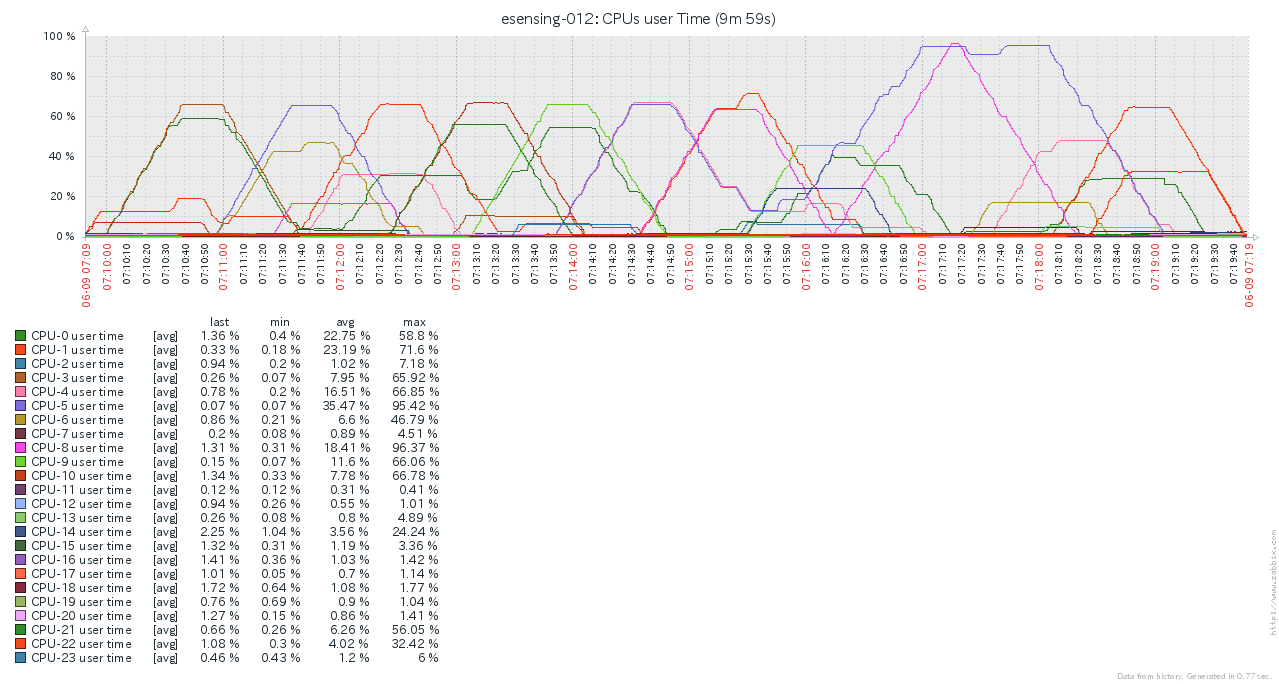 esensing-012: CPUs user Time (9m 59s)
100 %
80 %
60 %
40 %
20 %
0 %
06-09 07:09
07:10:00
07:10:10
07:10:20
07:10:30
07:10:40
07:10:50
07:11:00
07:11:10
07:11:20
07:11:30
07:11:40
07:11:50
07:12:00
07:12:10
07:12:20
07:12:30
07:12:40
07:12:50
07:13:00
07:13:10
07:13:20
07:13:30
07:13:40
07:13:50
07:14:00
07:14:10
07:14:20
07:14:30
07:14:40
07:14:50
07:15:00
07:15:10
07:15:20
07:15:30
07:15:40
07:15:50
07:16:00
07:16:10
07:16:20
07:16:30
07:16:40
07:16:50
07:17:00
07:17:10
07:17:20
07:17:30
07:17:40
07:17:50
07:18:00
07:18:10
07:18:20
07:18:30
07:18:40
07:18:50
07:19:00
07:19:10
07:19:20
07:19:30
07:19:40
06-09 07:19
last min avg max
CPU-0 user time [avg] 1.36 % 0.4 % 22.75 % 58.8 %
CPU-1 user time [avg] 0.33 % 0.18 % 23.19 % 71.6 %
CPU-2 user time [avg] 0.94 % 0.2 % 1.02 % 7.18 %
CPU-3 user time [avg] 0.26 % 0.07 % 7.95 % 65.92 %
CPU-4 user time [avg] 0.78 % 0.2 % 16.51 % 66.85 %
CPU-5 user time [avg] 0.07 % 0.07 % 35.47 % 95.42 %
CPU-6 user time [avg] 0.86 % 0.21 % 6.6 % 46.79 %
CPU-7 user time [avg] 0.2 % 0.08 % 0.89 % 4.51 %
CPU-8 user time [avg] 1.31 % 0.31 % 18.41 % 96.37 %
CPU-9 user time [avg] 0.15 % 0.07 % 11.6 % 66.06 %
CPU-10 user time [avg] 1.34 % 0.33 % 7.78 % 66.78 %
CPU-11 user time [avg] 0.12 % 0.12 % 0.31 % 0.41 %
CPU-12 user time [avg] 0.94 % 0.26 % 0.55 % 1.01 %
CPU-13 user time [avg] 0.26 % 0.08 % 0.8 % 4.89 %
CPU-14 user time [avg] 2.25 % 1.04 % 3.56 % 24.24 %
CPU-15 user time [avg] 1.32 % 0.31 % 1.19 % 3.36 %
CPU-16 user time [avg] 1.41 % 0.36 % 1.03 % 1.42 %
CPU-17 user time [avg] 1.01 % 0.05 % 0.7 % 1.14 %
CPU-18 user time [avg] 1.72 % 0.64 % 1.08 % 1.77 %
CPU-19 user time [avg] 0.76 % 0.69 % 0.9 % 1.04 %
CPU-20 user time [avg] 1.27 % 0.15 % 0.86 % 1.41 %
CPU-21 user time [avg] 0.66 % 0.26 % 6.26 % 56.05 %
CPU-22 user time [avg] 1.08 % 0.3 % 4.02 % 32.42 %
CPU-23 user time [avg] 0.46 % 0.43 % 1.2 % 6 %
http://www.zabbix.com
Data from history. Generated in 0.77 sec.